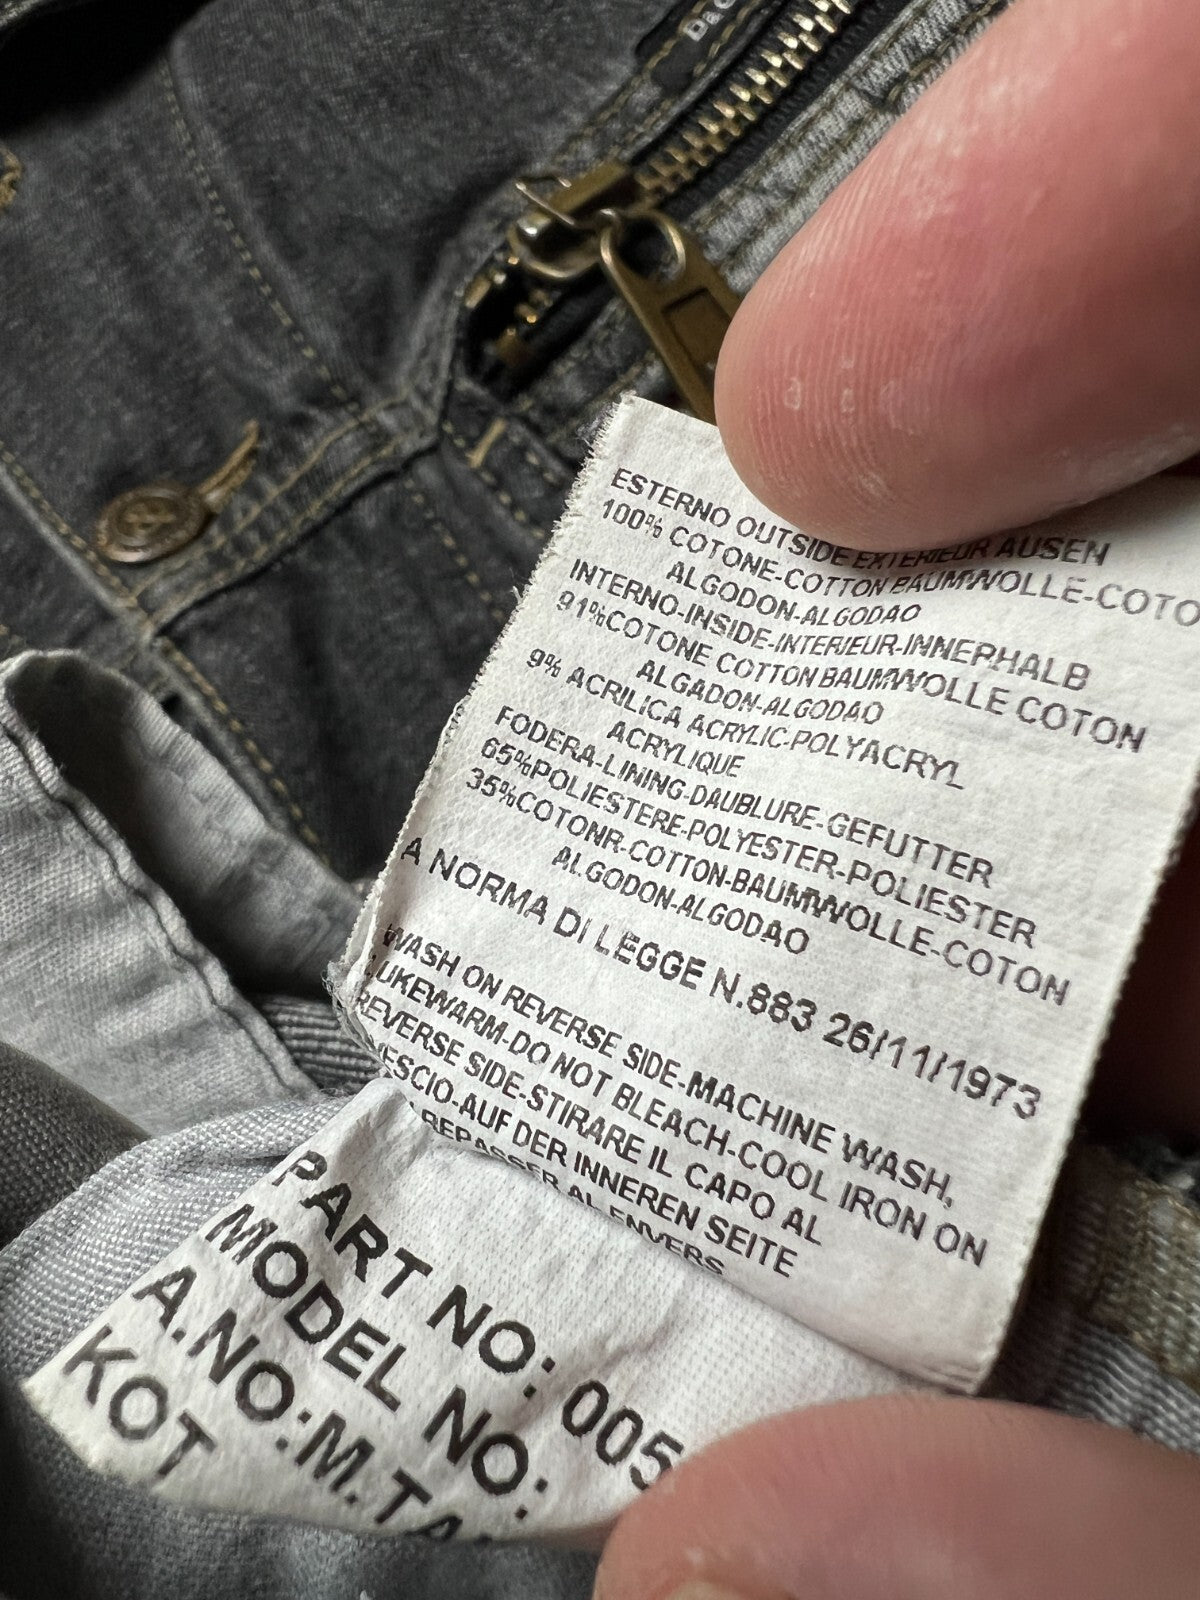 D&G
ESTERNO OUTSIDE EXTERIEUR AUSEN
100% COTONE-COTTON BAUMWOLLE-COTO
ALGODON-ALGODAO
INTERNO-INSIDE-INTERIEUR-INNEPHALB
91%COTONE COTTON BAUMWOLLE COTON
ALGADON-ALGODAO
9% ACRILICA ACRYLIC-POLYACRYL
ACRYLIQUE
FODERA-LINING-DAUBLURE-GEFUTTER
65%POLIESTERE-POLYESTER-POLIESTER
35%COTONR-COTTON-BAUMWOLLE-COTON
ALGODON-ALGODAO
A NORMA DI LEGGE N.883 26/11/1973
WASH ON REVERSE SIDE-MACHINE WASH,
LUKEWARM-DO NOT BLEACH-COOL IRON ON
REVERSE SIDE-STIRARE IL CAPO AL
VESCIO-AUF DER INNEREN SEITE
REPASSER AL ENVERS
PART NO: 005
MODEL NO:
A.NO:M.TA
KOT